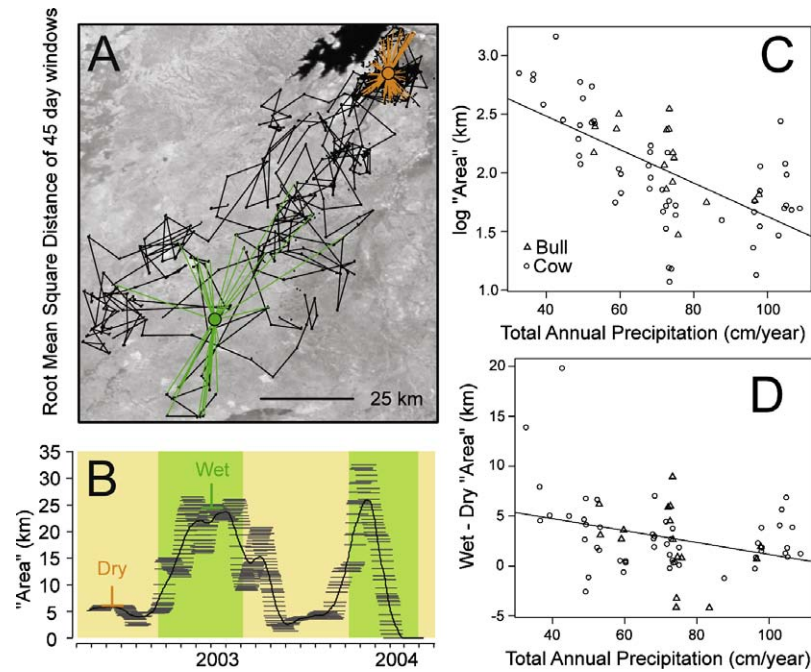 Root Mean Square Distance of 45 day windows
A
25 km
B
"Area" (km)
35
30
25
20
15
10
5
0
Dry
Wet
2003
2004
C
log "Area" (km)
3.0
2.5
2.0
1.5
1.0
Bull
Cow
40
60
80
100
Total Annual Precipitation (cm/year)
D
Wet - Dry "Area" (km)
20
15
10
5
0
-5
40
60
80
100
Total Annual Precipitation (cm/year)